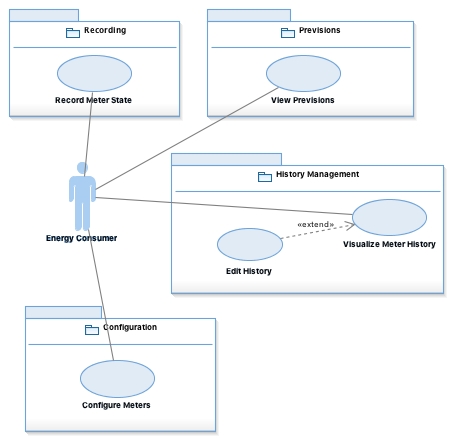 Recording
Record Meter State
Previsions
View Previsions
Energy Consumer
History Management
«extend»
Visualize Meter History
Edit History
Configuration
Configure Meters